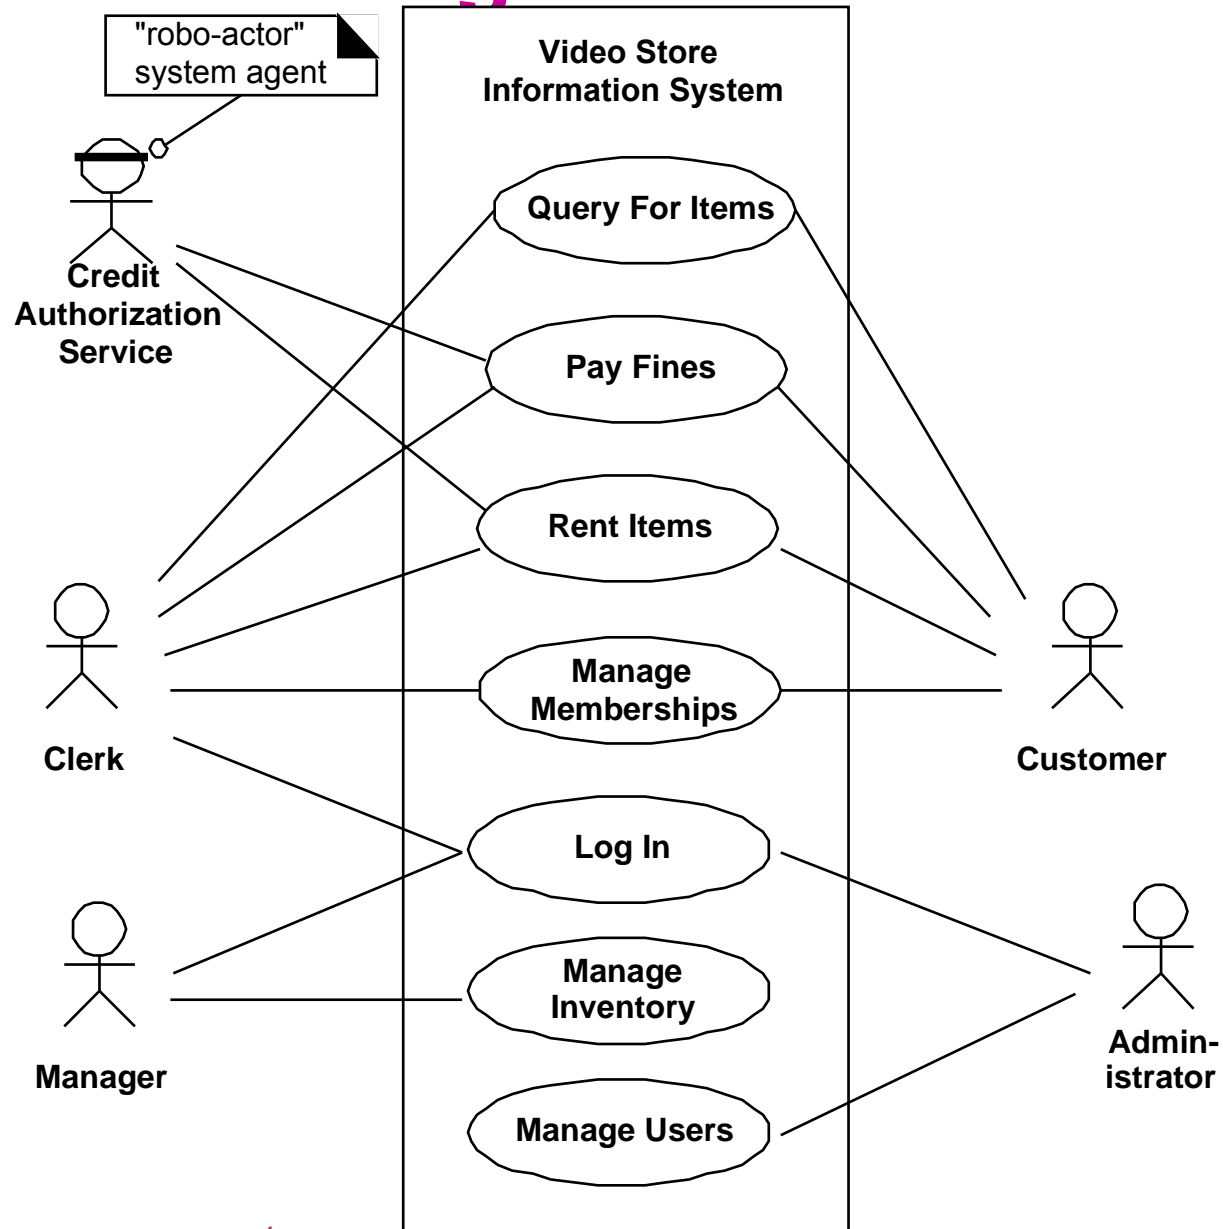 "robo-actor"
system agent
Video Store
Information System
Credit
Authorization
Service
Query For Items
Pay Fines
Rent Items
Manage
Memberships
Clerk
Customer
Log In
Manage
Inventory
Manager
Admin-
istrator
Manage Users